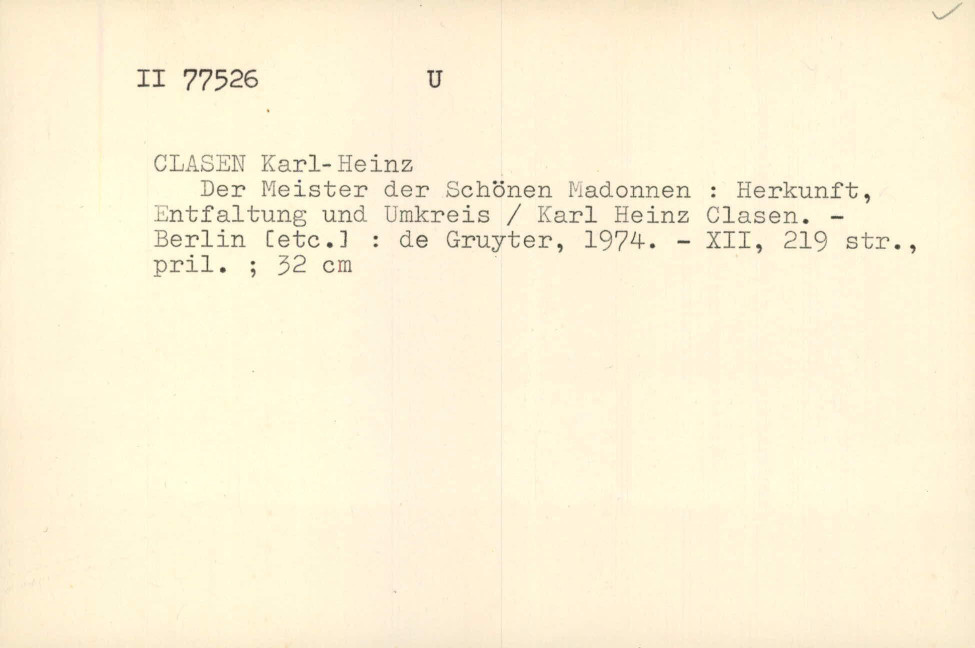 II 77526 U
CLASEN Karl-Heinz
Der Meister der Schönen Madonnen : Herkunft,
Entfaltung und Umkreis / Karl Heinz Clasen. -
Berlin [etc.] : de Gruyter, 1974. - XII, 219 str.,
pril. ; 32 cm